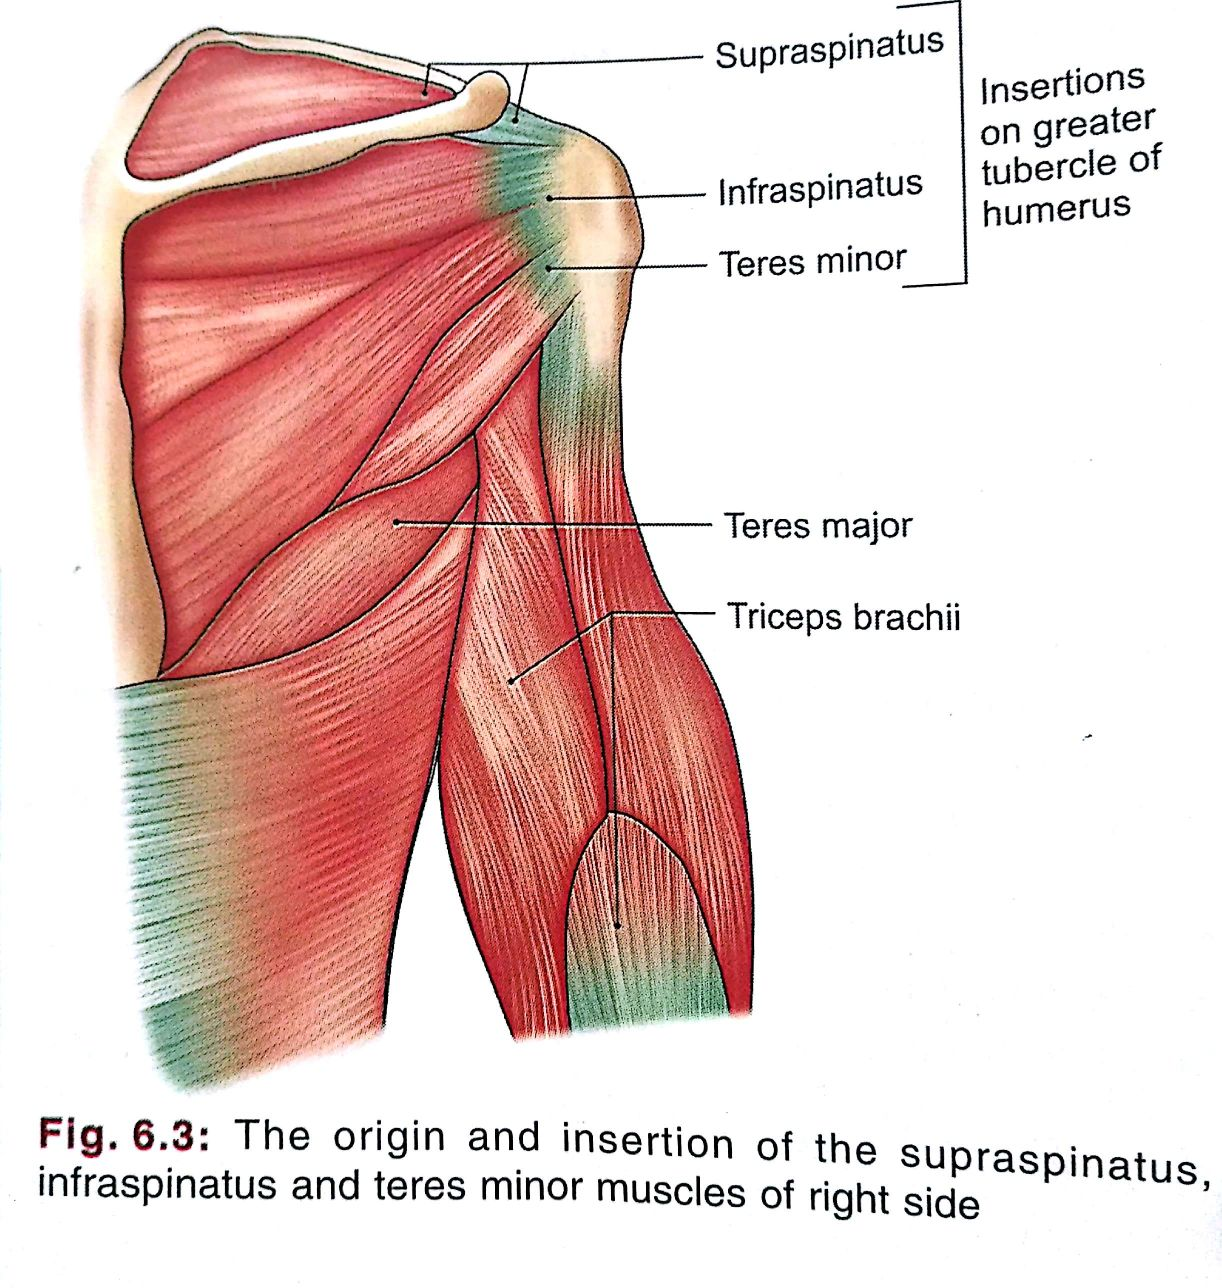 Supraspinatus
Infraspinatus
Teres minor
Insertions
on greater
tubercle of
humerus
Teres major
Triceps brachii
Fig. 6.3: The origin and insertion of the supraspinatus,
infraspinatus and teres minor muscles of right side